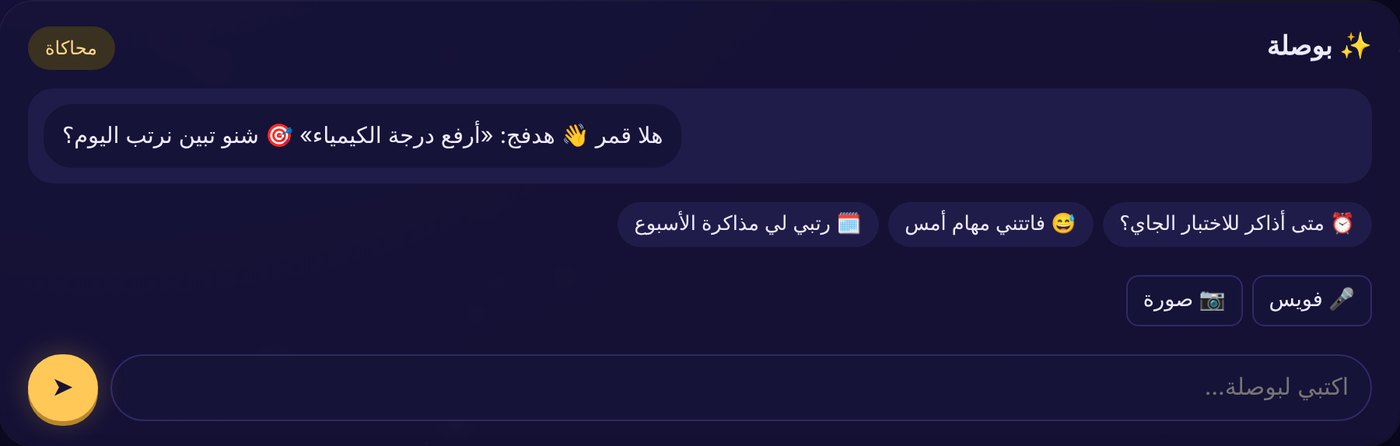 ✨ بوصلة
محاكاة
هلا قمر 👋 هدفج: «أرفع درجة الكيمياء» 🎯 شنو تبين نرتب اليوم؟
⏰ متى أذاكر للاختبار الجاي؟
😅 فاتتني مهام أمس
🗓️ رتبي لي مذاكرة الأسبوع
🎤 فويس
📷 صورة
اكتبي لبوصلة...